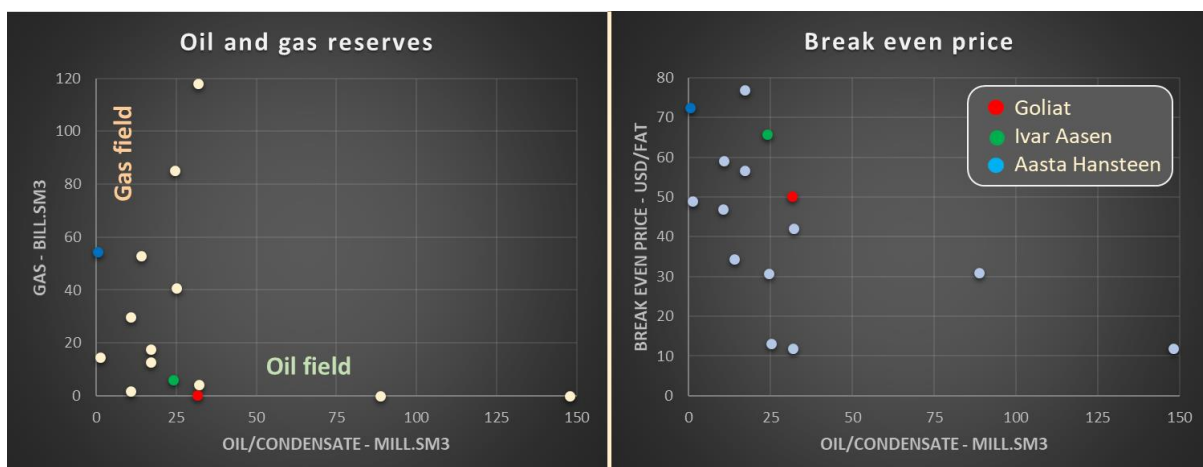 Oil and gas reserves
120
100
80
60
40
20
0
GAS - BILL.SM3
Gas field
Oil field
0 25 50 75 100 125 150
OIL/CONDENSATE - MILL.SM3
Break even price
80
70
60
50
40
30
20
10
0
BREAK EVEN PRICE - USD/FAT
Goliat
Ivar Aasen
Aasta Hansteen
0 25 50 75 100 125 150
OIL/CONDENSATE - MILL.SM3